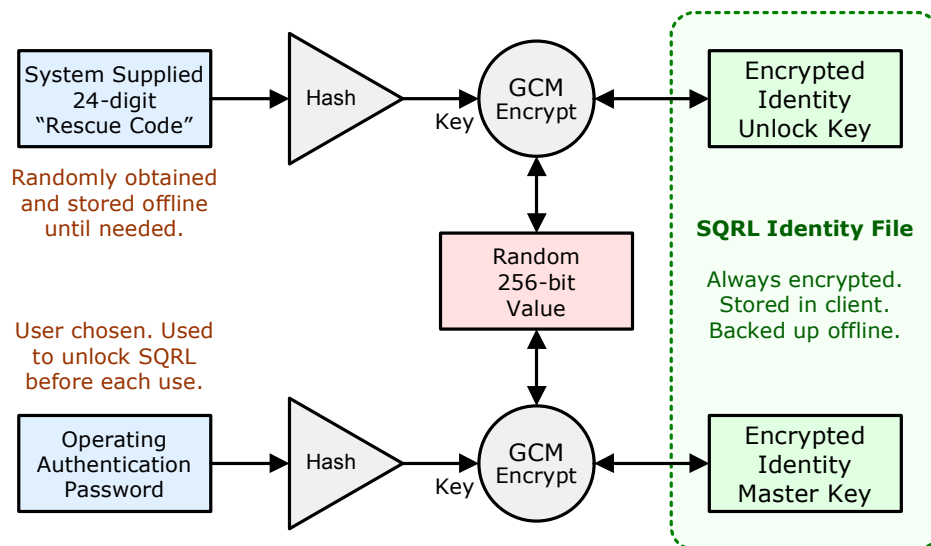 System Supplied
24-digit
“Rescue Code”
Hash
Key
GCM
Encrypt
Encrypted
Identity
Unlock Key
Randomly obtained
and stored offline
until needed.
Random
256-bit
Value
SQRL Identity File
Always encrypted.
Stored in client.
Backed up offline.
User chosen. Used
to unlock SQRL
before each use.
Operating
Authentication
Password
Hash
Key
GCM
Encrypt
Encrypted
Identity
Master Key